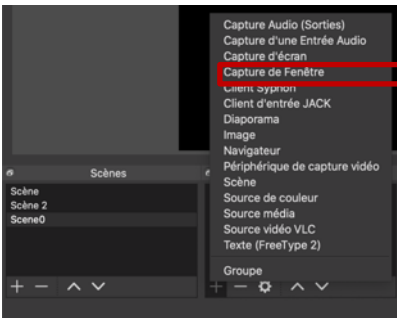 Capture Audio (Sorties)
Capture d'une Entrée Audio
Capture d'écran
Capture de Fenêtre
Client Syphon
Client d'entrée JACK
Diaporama
Image
Navigateur
Périphérique de capture vidéo
Scène
Source de couleur
Source média
Source vidéo VLC
Texte (FreeType 2)
Groupe
Scènes
Scène
Scène 2
Scene0